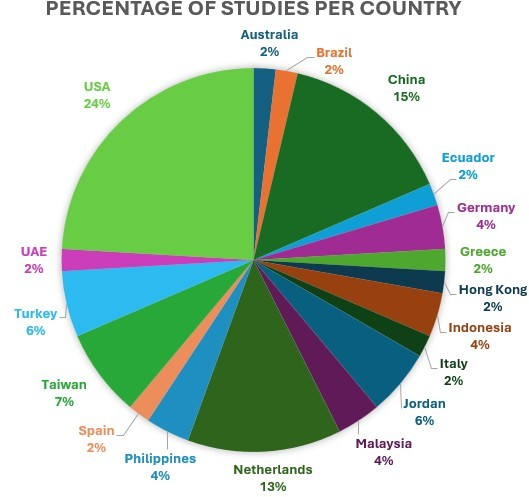 PERCENTAGE OF STUDIES PER COUNTRY
Australia
2%
Brazil
2%
China
15%
Ecuador
2%
Germany
4%
Greece
2%
Hong Kong
2%
Indonesia
4%
Italy
2%
Jordan
6%
Malaysia
4%
Netherlands
13%
Philippines
4%
Spain
2%
Taiwan
7%
Turkey
6%
UAE
2%
USA
24%